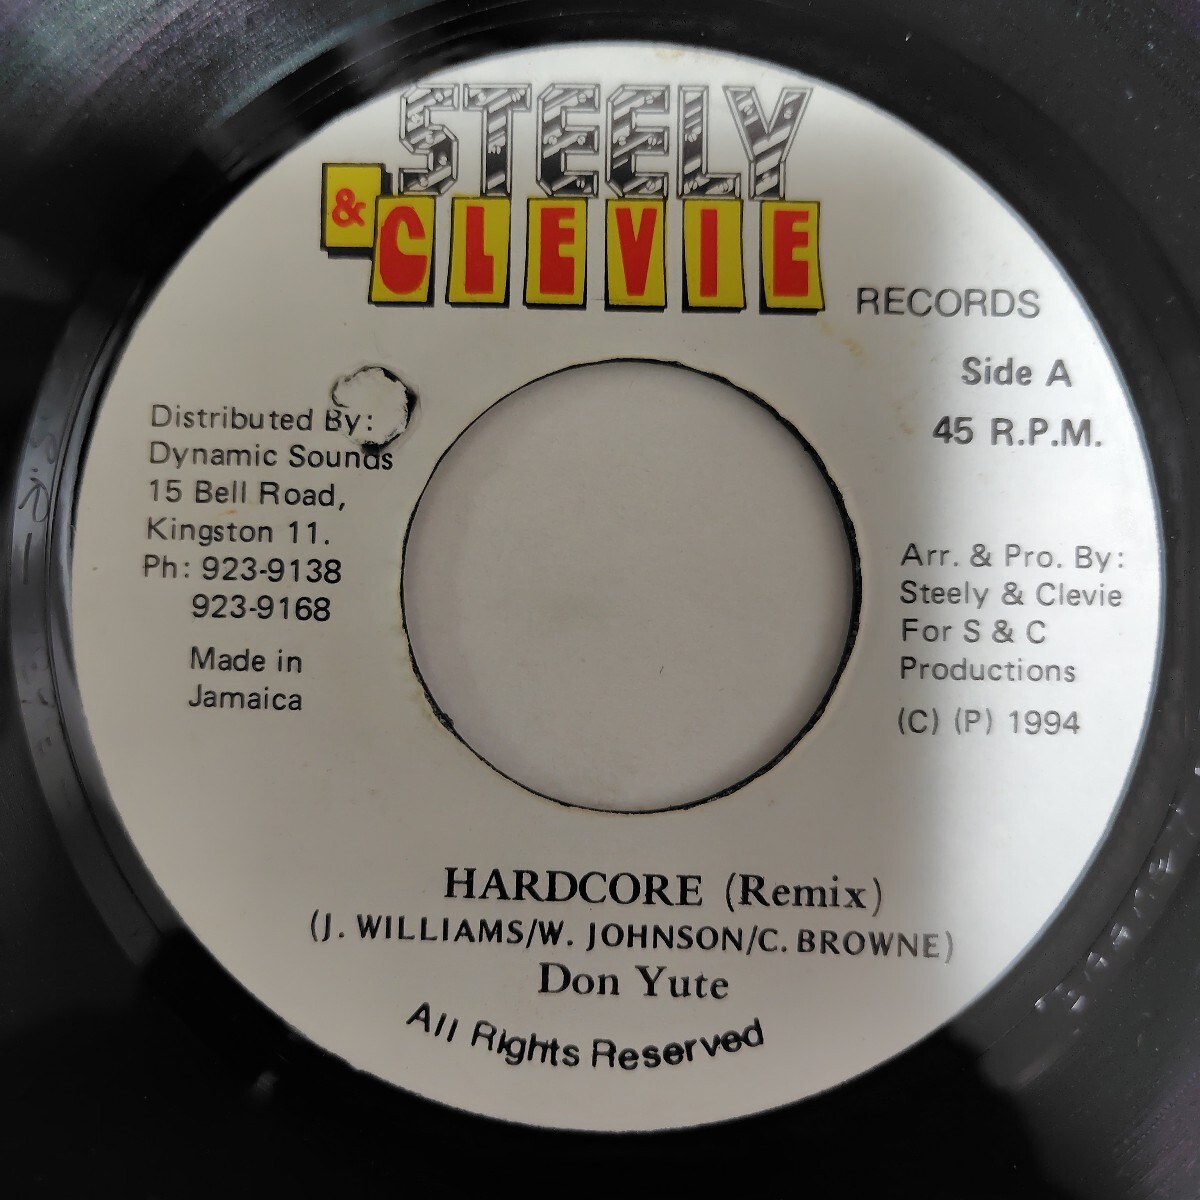 STEELY
& CLEVIE
RECORDS
Side A
45 R.P.M.
Distributed By:
Dynamic Sounds
15 Bell Road,
Kingston 11.
Ph: 923-9138
923-9168
Made in
Jamaica
Arr. & Pro. By:
Steely & Clevie
For S & C
Productions
(C) (P) 1994
HARDCORE (Remix)
(J. WILLIAMS/W. JOHNSON/C. BROWNE)
Don Yute
All Rights Reserved